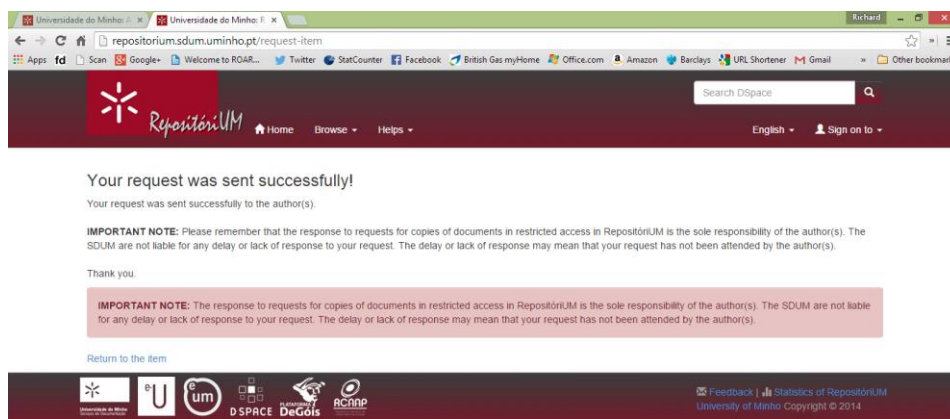 Universidade do Minho: A
Universidade do Minho: R
Richard
repositorium.sdum.uminho.pt/request-item
Apps
fd
Scan
Google+
Welcome to ROAR...
Twitter
StatCounter
Facebook
British Gas myHome
Office.com
Amazon
Barclays
URL Shortener
Gmail
»
Other bookmark
Search DSpace
RepositóriUM
Home
Browse
Helps
English
Sign on to
Your request was sent successfully!
Your request was sent successfully to the author(s).
IMPORTANT NOTE: Please remember that the response to requests for copies of documents in restricted access in RepositóriUM is the sole responsibility of the author(s). The
SDUM are not liable for any delay or lack of response to your request. The delay or lack of response may mean that your request has not been attended by the author(s).
Thank you.
IMPORTANT NOTE: The response to requests for copies of documents in restricted access in RepositóriUM is the sole responsibility of the author(s). The SDUM are not liable
for any delay or lack of response to your request. The delay or lack of response may mean that your request has not been attended by the author(s).
Return to the item
Universidade do Minho
Serviços de Documentação
e-U
um
DSPACE
PLATAFORMA
DeGóis
RCAAP
Feedback | Statistics of RepositóriUM
University of Minho Copyright © 2014